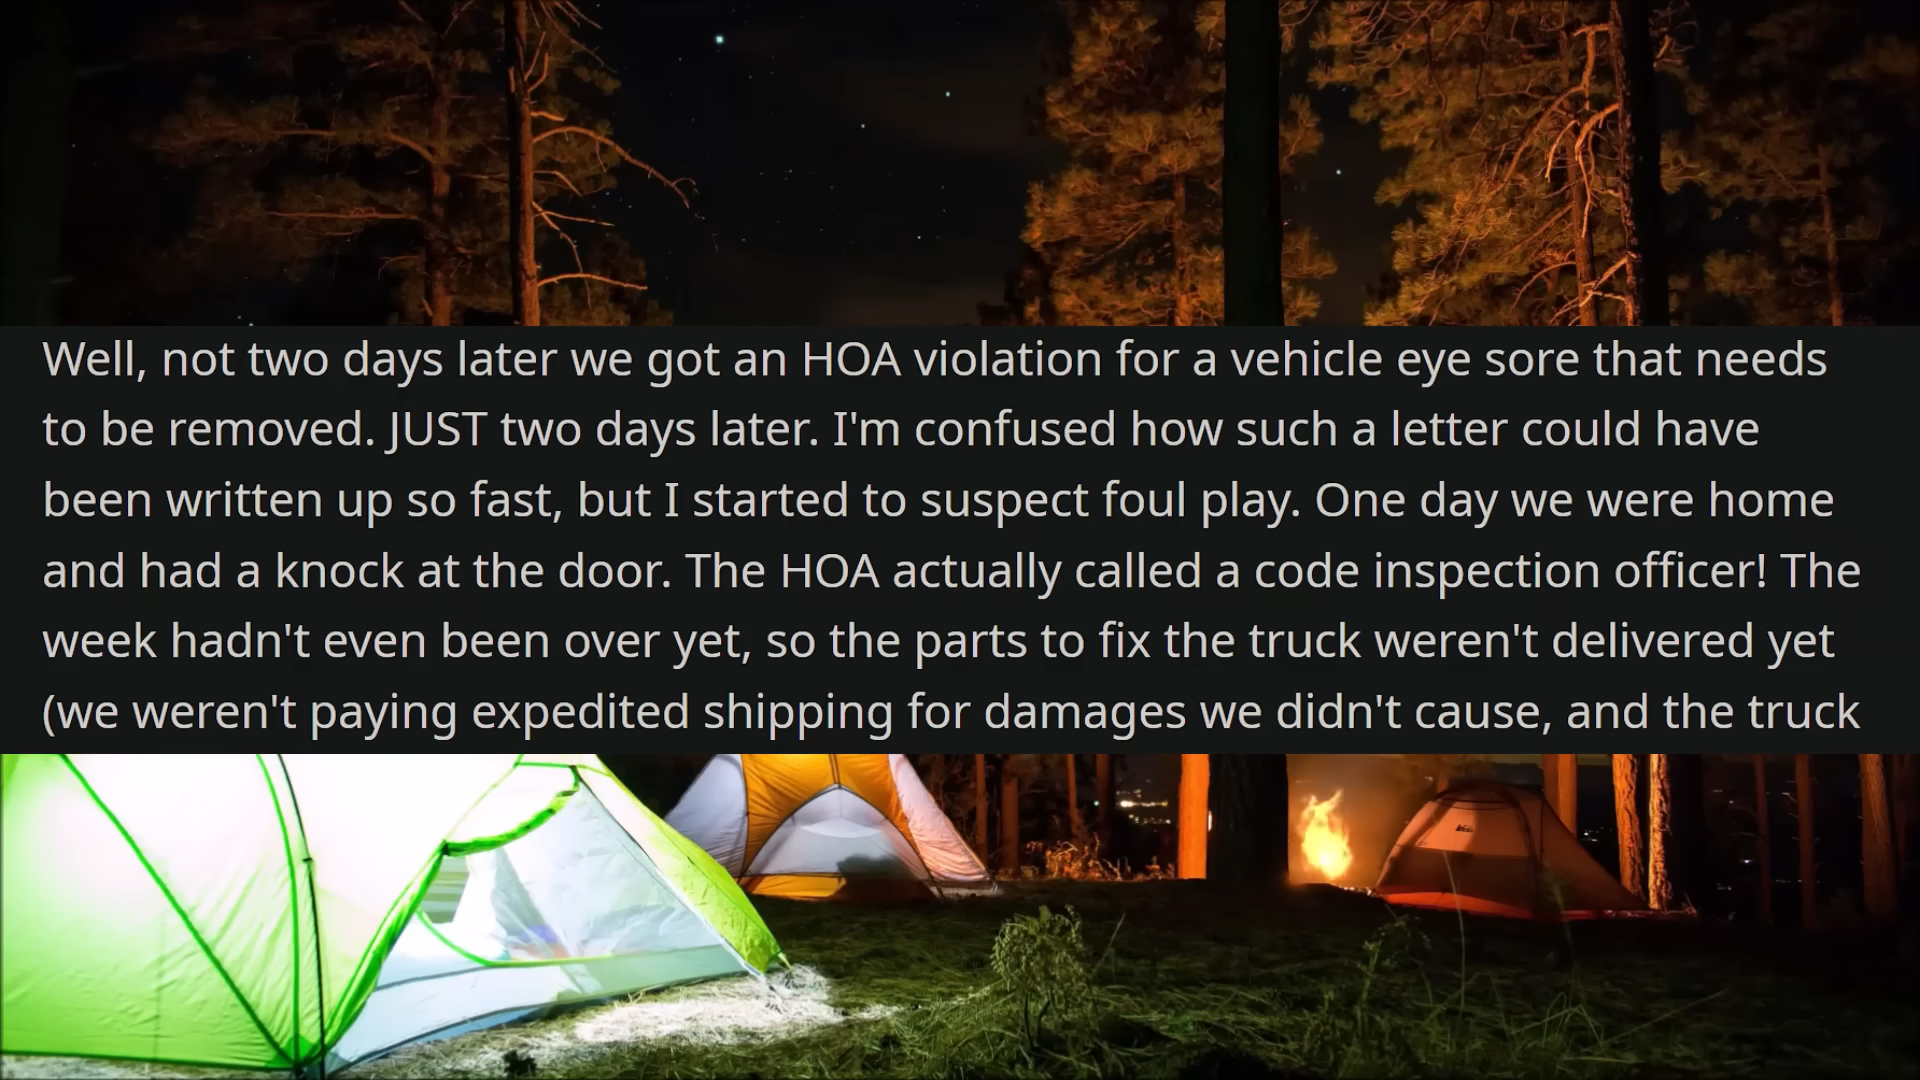 Well, not two days later we got an HOA violation for a vehicle eye sore that needs
to be removed. JUST two days later. I'm confused how such a letter could have
been written up so fast, but I started to suspect foul play. One day we were home
and had a knock at the door. The HOA actually called a code inspection officer! The
week hadn't even been over yet, so the parts to fix the truck weren't delivered yet
(we weren't paying expedited shipping for damages we didn't cause, and the truck